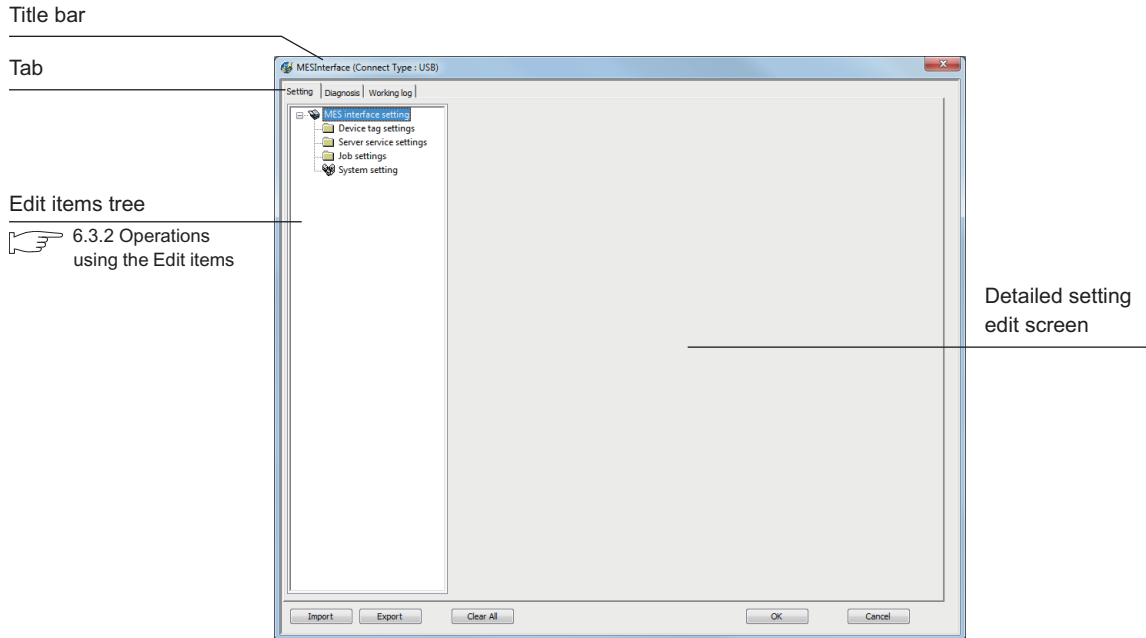 Title bar
Tab
MESInterface (Connect Type : USB)
Setting
Diagnosis
Working log
MES interface setting
Device tag settings
Server service settings
Job settings
System setting
Edit items tree
6.3.2 Operations
using the Edit items
Detailed setting
edit screen
Import
Export
Clear All
OK
Cancel